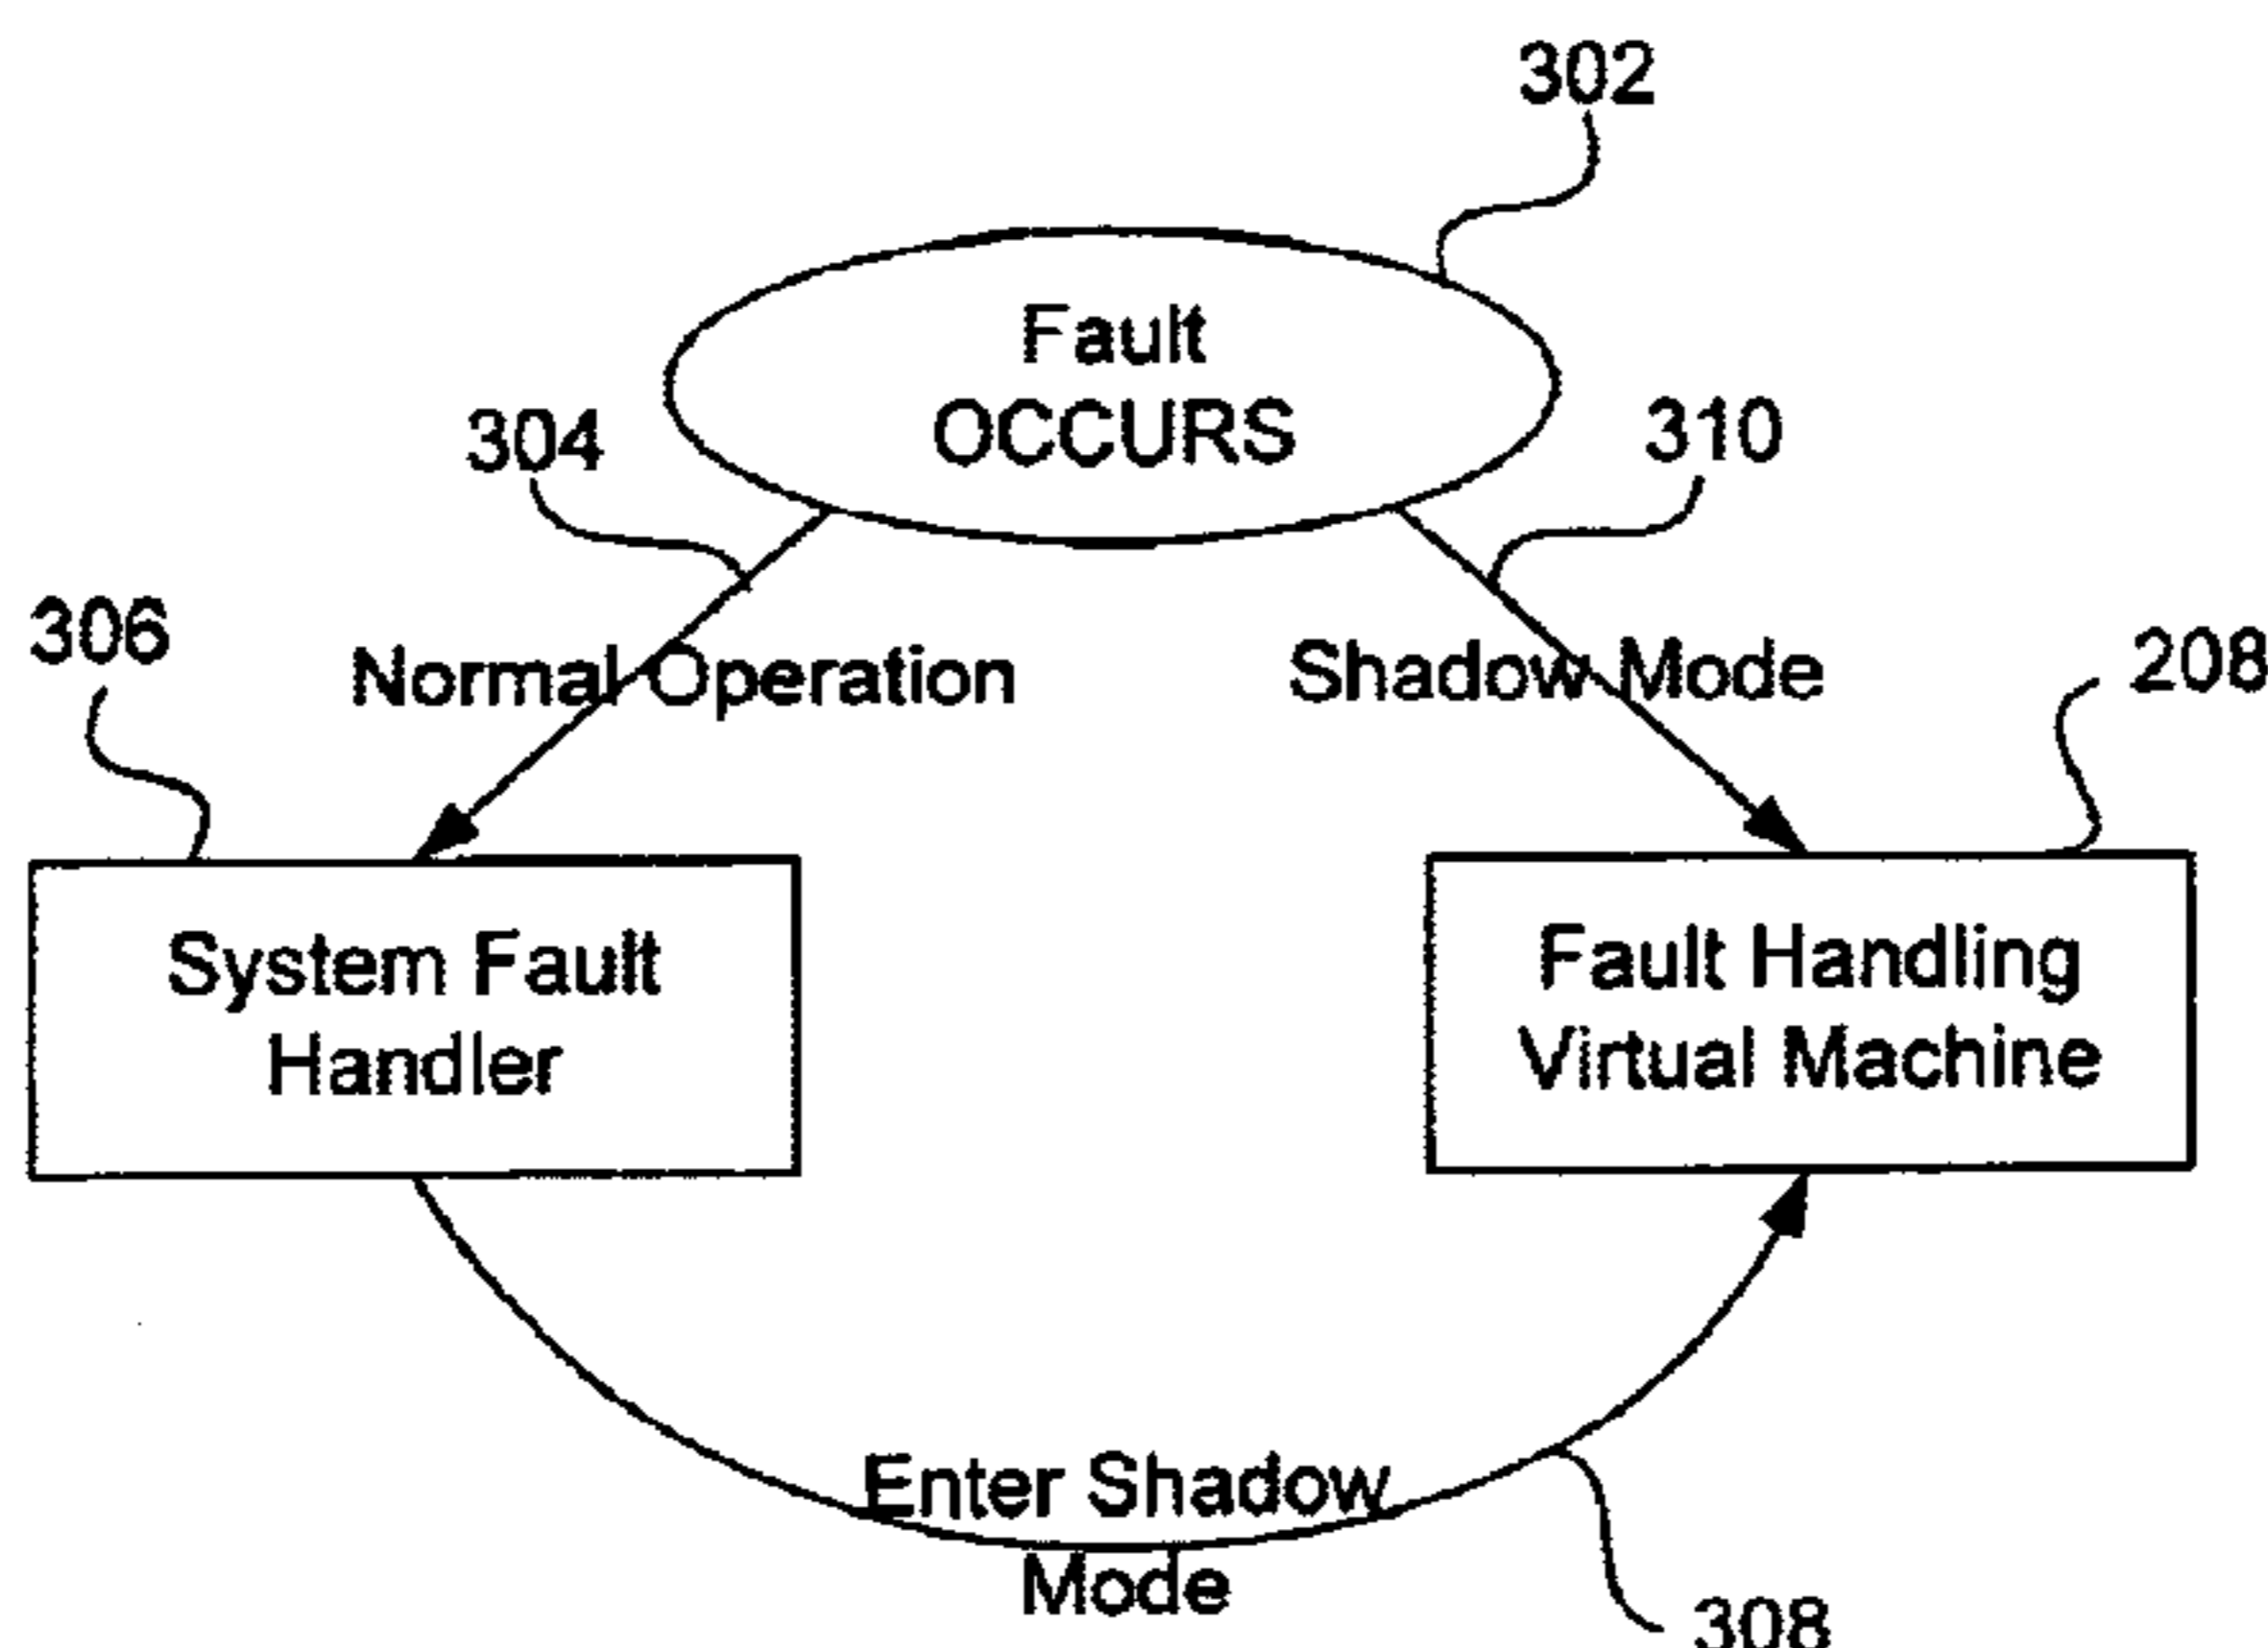 302
Fault
OCCURS
304
310
306
Normal Operation
Shadow Mode
208
System Fault
Handler
Fault Handling
Virtual Machine
Enter Shadow
Mode
308